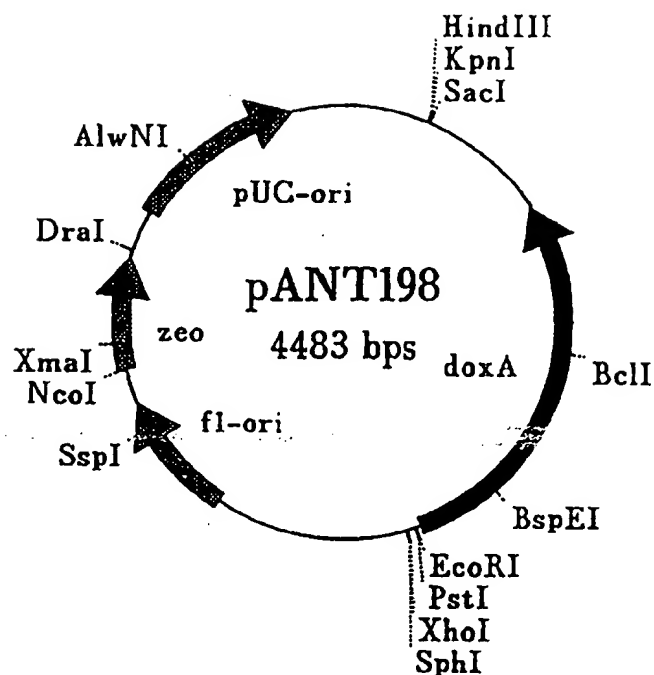 HindIII
KpnI
SacI
AlwNI
pUC-ori
DraI
pANT198
zeo
4483 bps
doxA
XmaI
NcoI
BclI
f1-ori
SspI
BspEI
EcoRI
PstI
XhoI
SphI